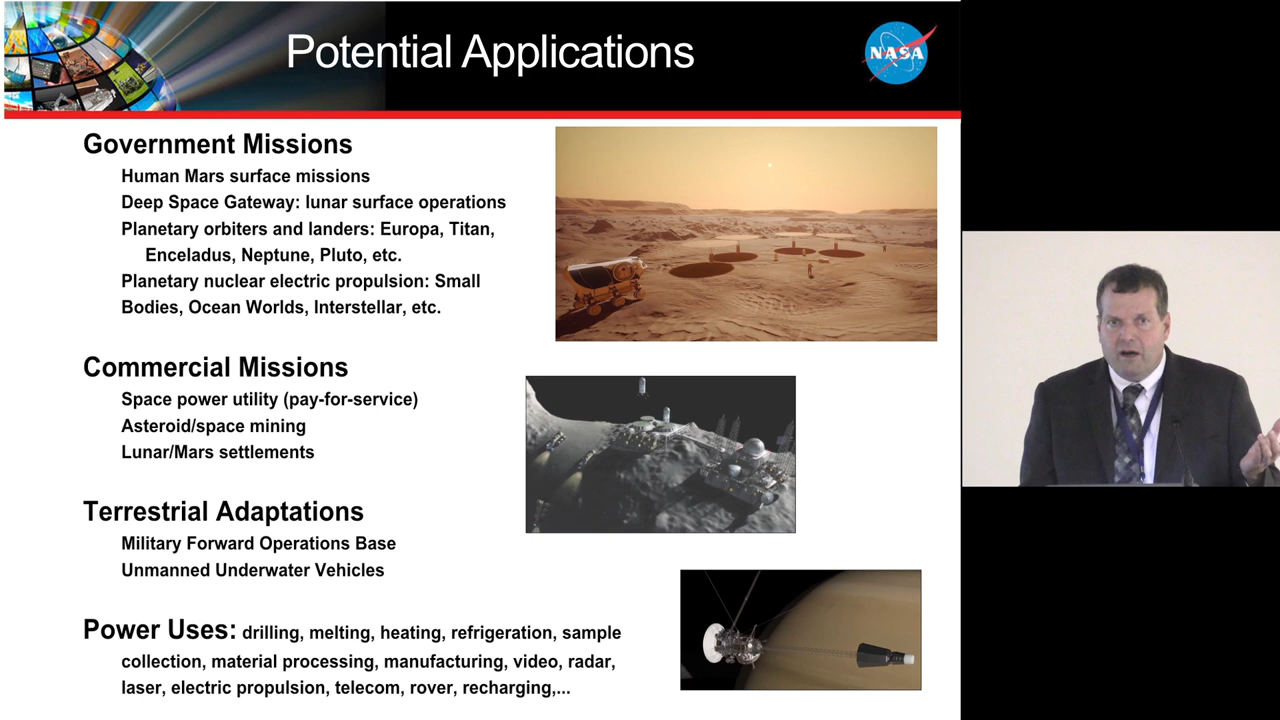 Potential Applications
NASA
Government Missions
Human Mars surface missions
Deep Space Gateway: lunar surface operations
Planetary orbiters and landers: Europa, Titan,
Enceladus, Neptune, Pluto, etc.
Planetary nuclear electric propulsion: Small
Bodies, Ocean Worlds, Interstellar, etc.
Commercial Missions
Space power utility (pay-for-service)
Asteroid/space mining
Lunar/Mars settlements
Terrestrial Adaptations
Military Forward Operations Base
Unmanned Underwater Vehicles
Power Uses: drilling, melting, heating, refrigeration, sample
collection, material processing, manufacturing, video, radar,
laser, electric propulsion, telecom, rover, recharging,...